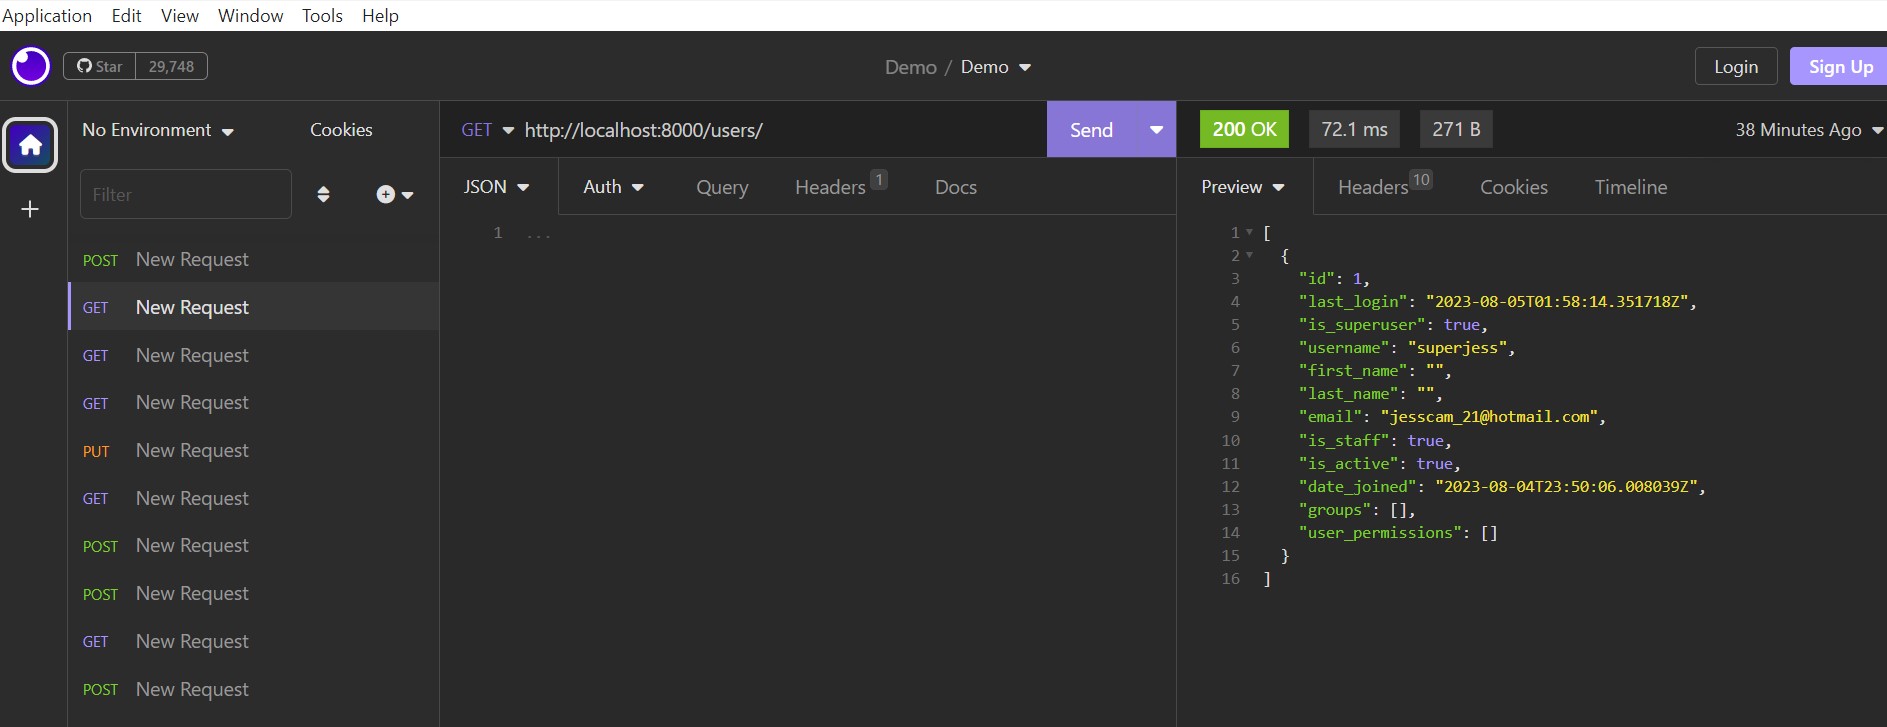 Application Edit View Window Tools Help
Star 29,748 Demo / Demo Login Sign Up
No Environment Cookies
Filter
POST New Request
GET New Request
GET New Request
GET New Request
PUT New Request
GET New Request
POST New Request
POST New Request
GET New Request
POST New Request
GET http://localhost:8000/users/ Send
JSON Auth Query Headers 1 Docs
1 ...
200 OK 72.1 ms 271 B 38 Minutes Ago
Preview Headers 10 Cookies Timeline
1 [
2 {
3 "id": 1,
4 "last_login": "2023-08-05T01:58:14.351718Z",
5 "is_superuser": true,
6 "username": "superjess",
7 "first_name": "",
8 "last_name": "",
9 "email": "jesscam_21@hotmail.com",
10 "is_staff": true,
11 "is_active": true,
12 "date_joined": "2023-08-04T23:50:06.008039Z",
13 "groups": [],
14 "user_permissions": []
15 }
16 ]